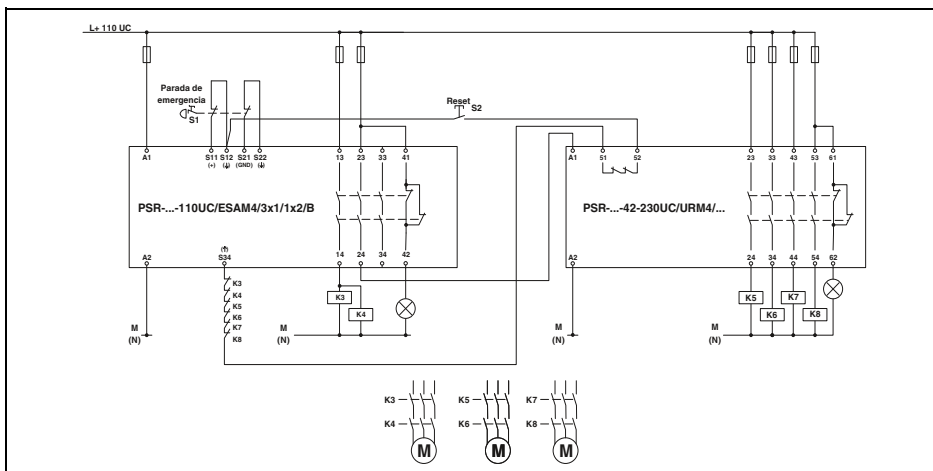 L+ 110 UC
Parada de
emergencia
S1
Reset
S2
A1
S11
(+)
S12
S21
(GND)
S22
13
23
33
41
A1
51
52
23
33
43
53
61
PSR-...-110UC/ESAM4/3x1/1x2/B
PSR-...-42-230UC/URM4/...
A2
S34
14
24
34
42
A2
24
34
44
54
62
K3
K4
K5
K6
K7
K8
K3
K4
K5
K6
K7
K8
M
(N)
M
(N)
M
(N)
M
(N)
K3
K4
M
K5
K6
M
K7
K8
M